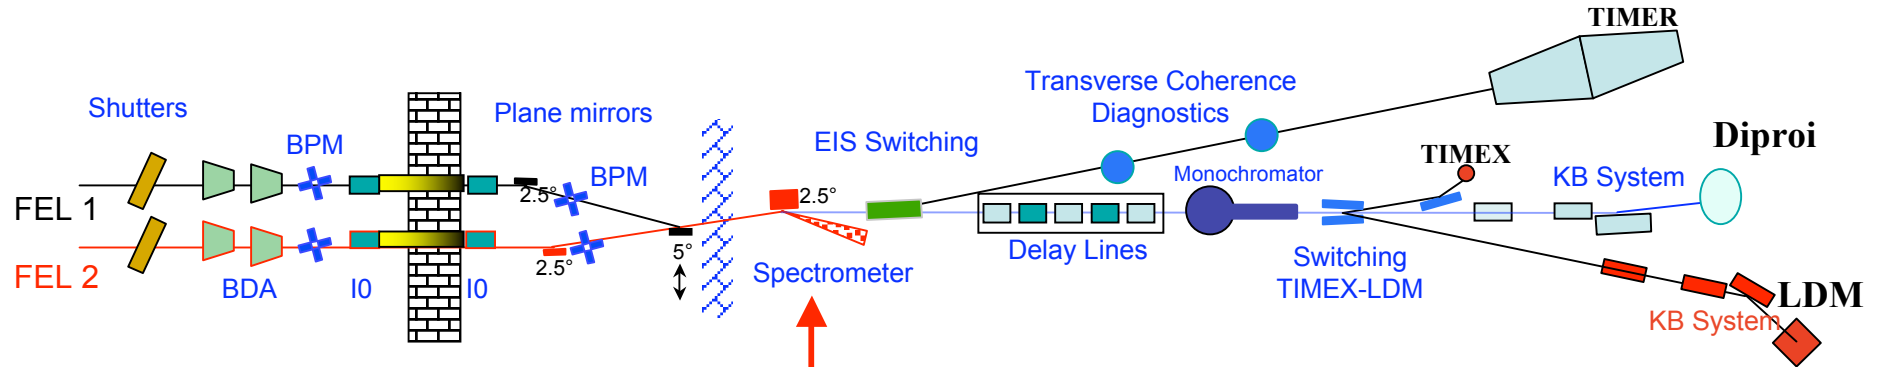 TIMER
Transverse Coherence
Diagnostics
Shutters
Plane mirrors
EIS Switching
Diproi
BPM
TIMEX
KB System
BPM
Monochromator
2.5°
2.5°
FEL 1
FEL 2
BDA
I0
I0
2.5°
5°
Spectrometer
Delay Lines
Switching
TIMEX-LDM
LDM
KB System